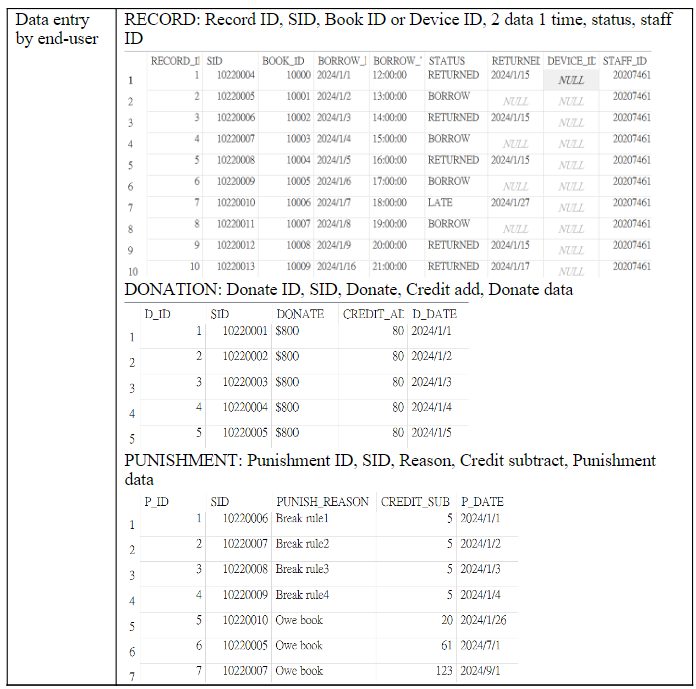 Data entry
by end-user
RECORD: Record ID, SID, Book ID or Device ID, 2 data 1 time, status, staff
ID
RECORD_I SID BOOK_ID BORROW_ BORROW_ STATUS RETURNEI DEVICE_IL STAFF_ID
1 1 10220004 10000 2024/1/1 12:00:00 RETURNED 2024/1/15 NULL 20207461
2 2 10220005 10001 2024/1/2 13:00:00 BORROW NULL NULL 20207461
3 3 10220006 10002 2024/1/3 14:00:00 RETURNED 2024/1/15 NULL 20207461
4 4 10220007 10003 2024/1/4 15:00:00 BORROW NULL NULL 20207461
5 5 10220008 10004 2024/1/5 16:00:00 RETURNED 2024/1/15 NULL 20207461
6 6 10220009 10005 2024/1/6 17:00:00 BORROW NULL NULL 20207461
7 7 10220010 10006 2024/1/7 18:00:00 LATE 2024/1/27 NULL 20207461
8 8 10220011 10007 2024/1/8 19:00:00 BORROW NULL NULL 20207461
9 9 10220012 10008 2024/1/9 20:00:00 RETURNED 2024/1/15 NULL 20207461
10 10 10220013 10009 2024/1/16 21:00:00 RETURNED 2024/1/17 NULL 20207461
DONATION: Donate ID, SID, Donate, Credit add, Donate data
D_ID SID DONATE CREDIT_AI D_DATE
1 1 10220001 $800 80 2024/1/1
2 2 10220002 $800 80 2024/1/2
3 3 10220003 $800 80 2024/1/3
4 4 10220004 $800 80 2024/1/4
5 5 10220005 $800 80 2024/1/5
PUNISHMENT: Punishment ID, SID, Reason, Credit subtract, Punishment
data
P_ID SID PUNISH_REASON CREDIT_SUB P_DATE
1 1 10220006 Break rule1 5 2024/1/1
2 2 10220007 Break rule2 5 2024/1/2
3 3 10220008 Break rule3 5 2024/1/3
4 4 10220009 Break rule4 5 2024/1/4
5 5 10220010 Owe book 20 2024/1/26
6 6 10220005 Owe book 61 2024/7/1
7 7 10220007 Owe book 123 2024/9/1